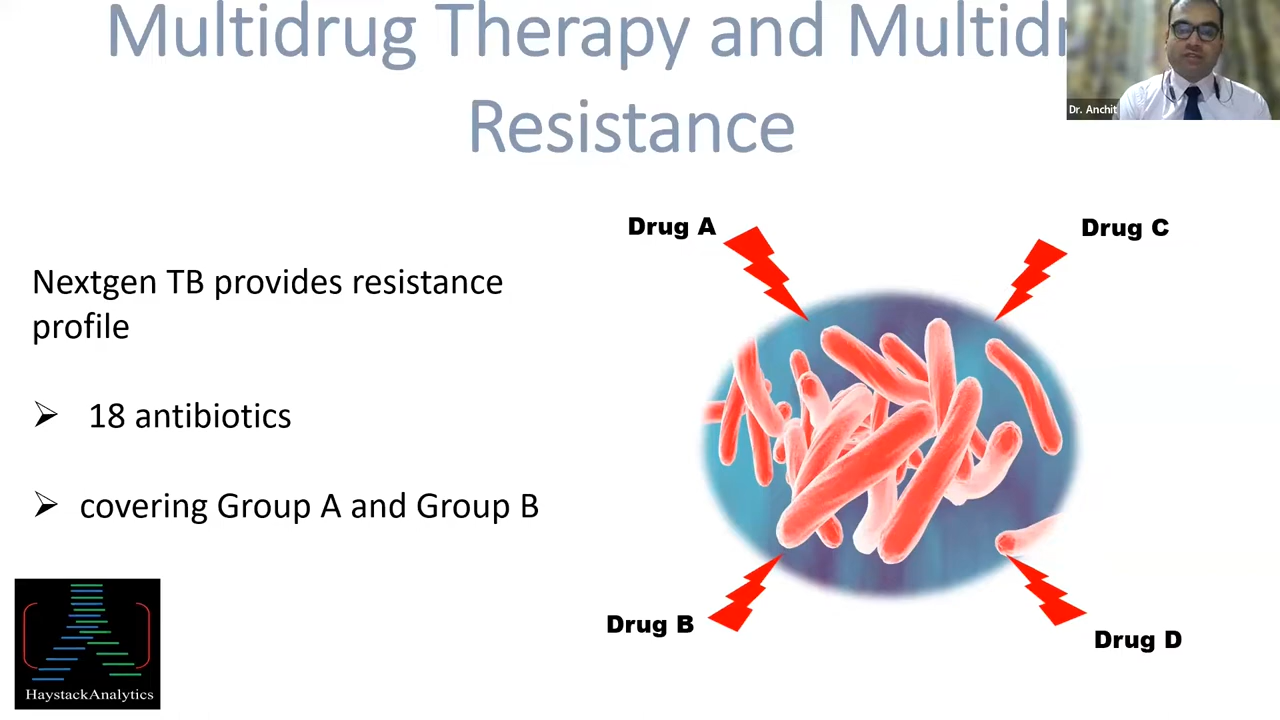 Multidrug Therapy and Multidr
Resistance
Dr. Anchit
Nextgen TB provides resistance
profile
➢ 18 antibiotics
➢ covering Group A and Group B
Drug A
Drug C
Drug B
Drug D
HaystackAnalytics